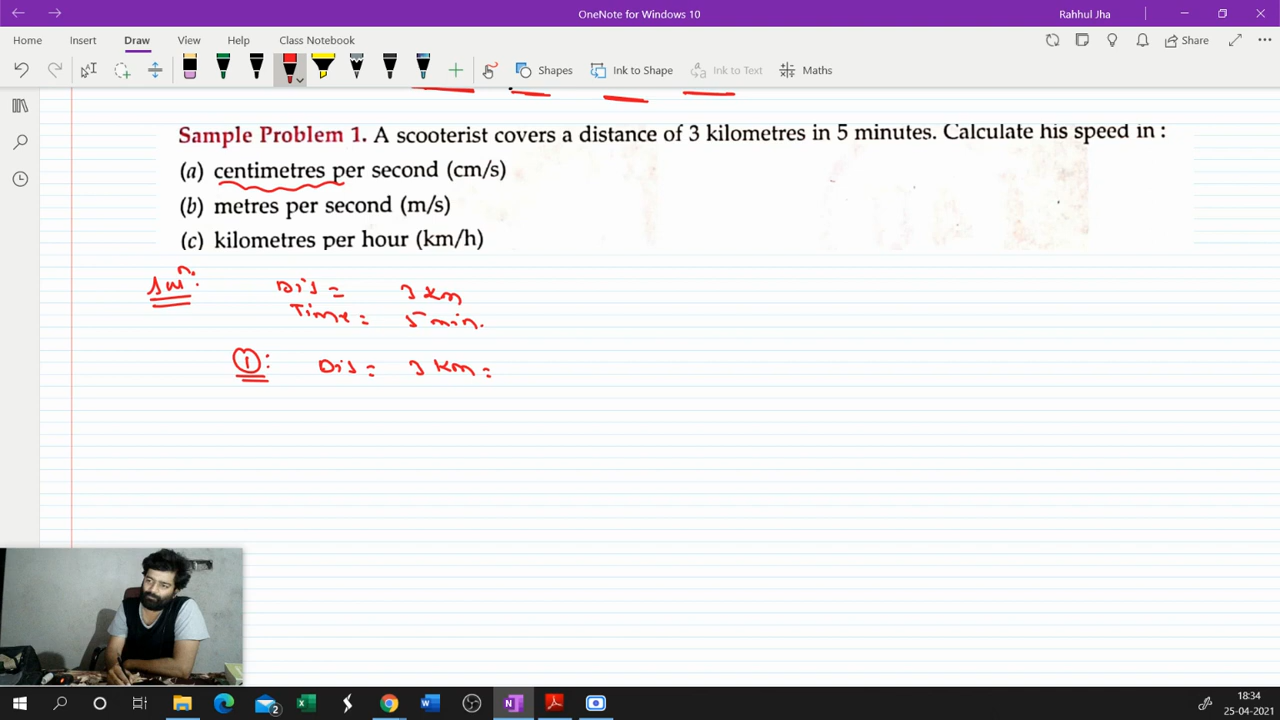 OneNote for Windows 10
Rahhul Jha
Home Insert Draw View Help Class Notebook
Share
Shapes Ink to Shape Ink to Text Maths
Sample Problem 1. A scooterist covers a distance of 3 kilometres in 5 minutes. Calculate his speed in :
(a) centimetres per second (cm/s)
(b) metres per second (m/s)
(c) kilometres per hour (km/h)
Soln:
Dis = 3 km
Time = 5 min.
1: Dis = 3 km =
2
18:34
25-04-2021